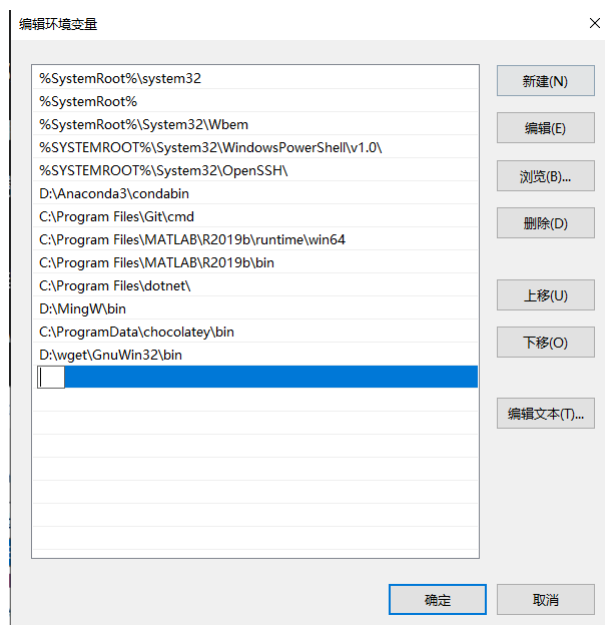 编辑环境变量
%SystemRoot%\system32
%SystemRoot%
%SystemRoot%\System32\Wbem
%SYSTEMROOT%\System32\WindowsPowerShell\v1.0\
%SYSTEMROOT%\System32\OpenSSH\
D:\Anaconda3\condabin
C:\Program Files\Git\cmd
C:\Program Files\MATLAB\R2019b\runtime\win64
C:\Program Files\MATLAB\R2019b\bin
C:\Program Files\dotnet\
D:\MingW\bin
C:\ProgramData\chocolatey\bin
D:\wget\GnuWin32\bin
新建(N)
编辑(E)
浏览(B)...
删除(D)
上移(U)
下移(O)
编辑文本(T)...
确定
取消